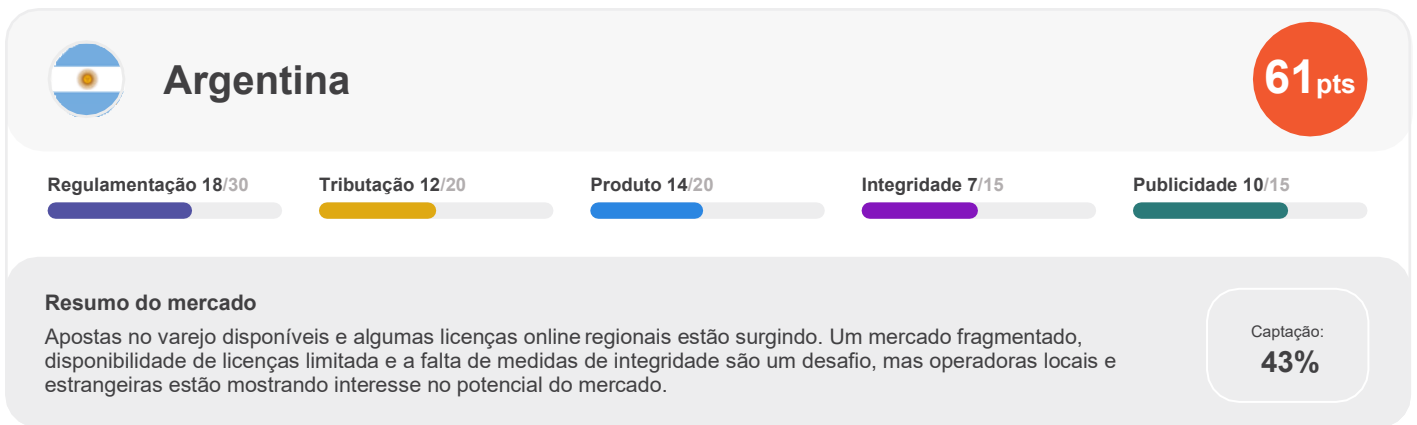 Argentina
61pts
Regulamentação 18/30
Tributação 12/20
Produto 14/20
Integridade 7/15
Publicidade 10/15
Resumo do mercado
Apostas no varejo disponíveis e algumas licenças online regionais estão surgindo. Um mercado fragmentado,
disponibilidade de licenças limitada e a falta de medidas de integridade são um desafio, mas operadoras locais e
estrangeiras estão mostrando interesse no potencial do mercado.
Captação:
43%